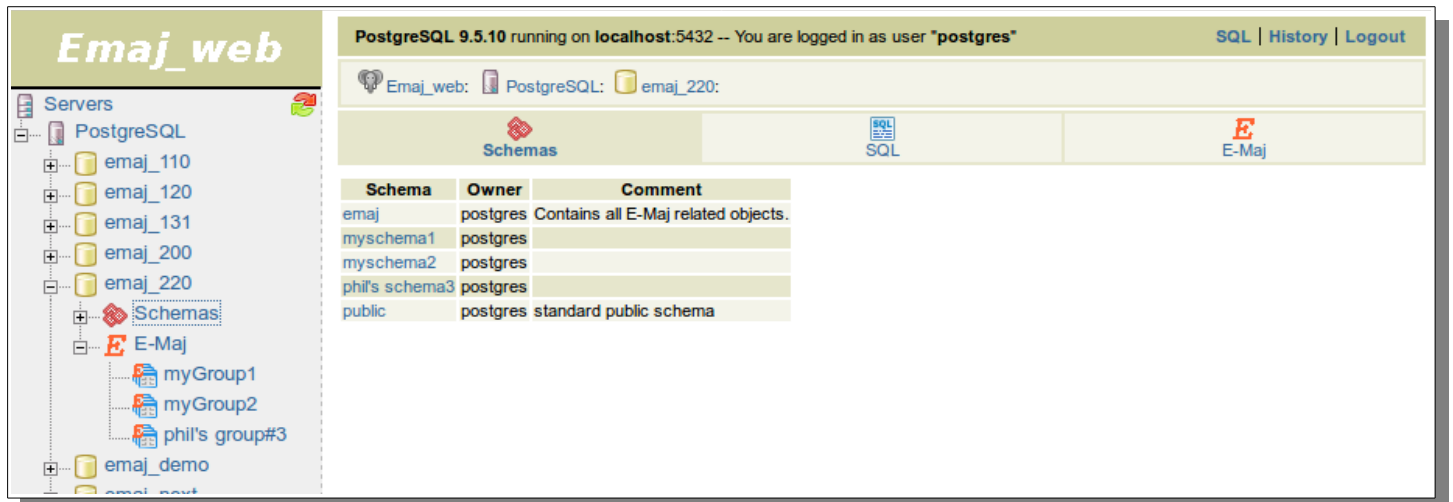 Emaj_web
Servers
PostgreSQL
emaj_110
emaj_120
emaj_131
emaj_200
emaj_220
Schemas
E-Maj
myGroup1
myGroup2
phil's group#3
emaj_demo
PostgreSQL 9.5.10 running on localhost:5432 -- You are logged in as user "postgres"
SQL | History | Logout
Emaj_web: PostgreSQL: emaj_220:
Schemas
SQL
SQL
E-Maj
Schema Owner Comment
emaj postgres Contains all E-Maj related objects.
myschema1 postgres
myschema2 postgres
phil's schema3 postgres
public postgres standard public schema